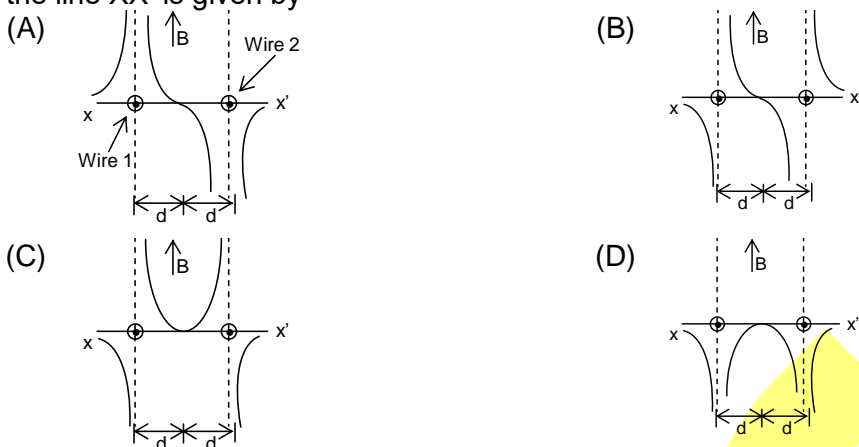 the line XX' is given by
(A)
B
Wire 2
x
x'
Wire 1
d d
(B)
B
x
x
d d
(C)
B
x
x'
d d
(D)
B
x
x'
d d